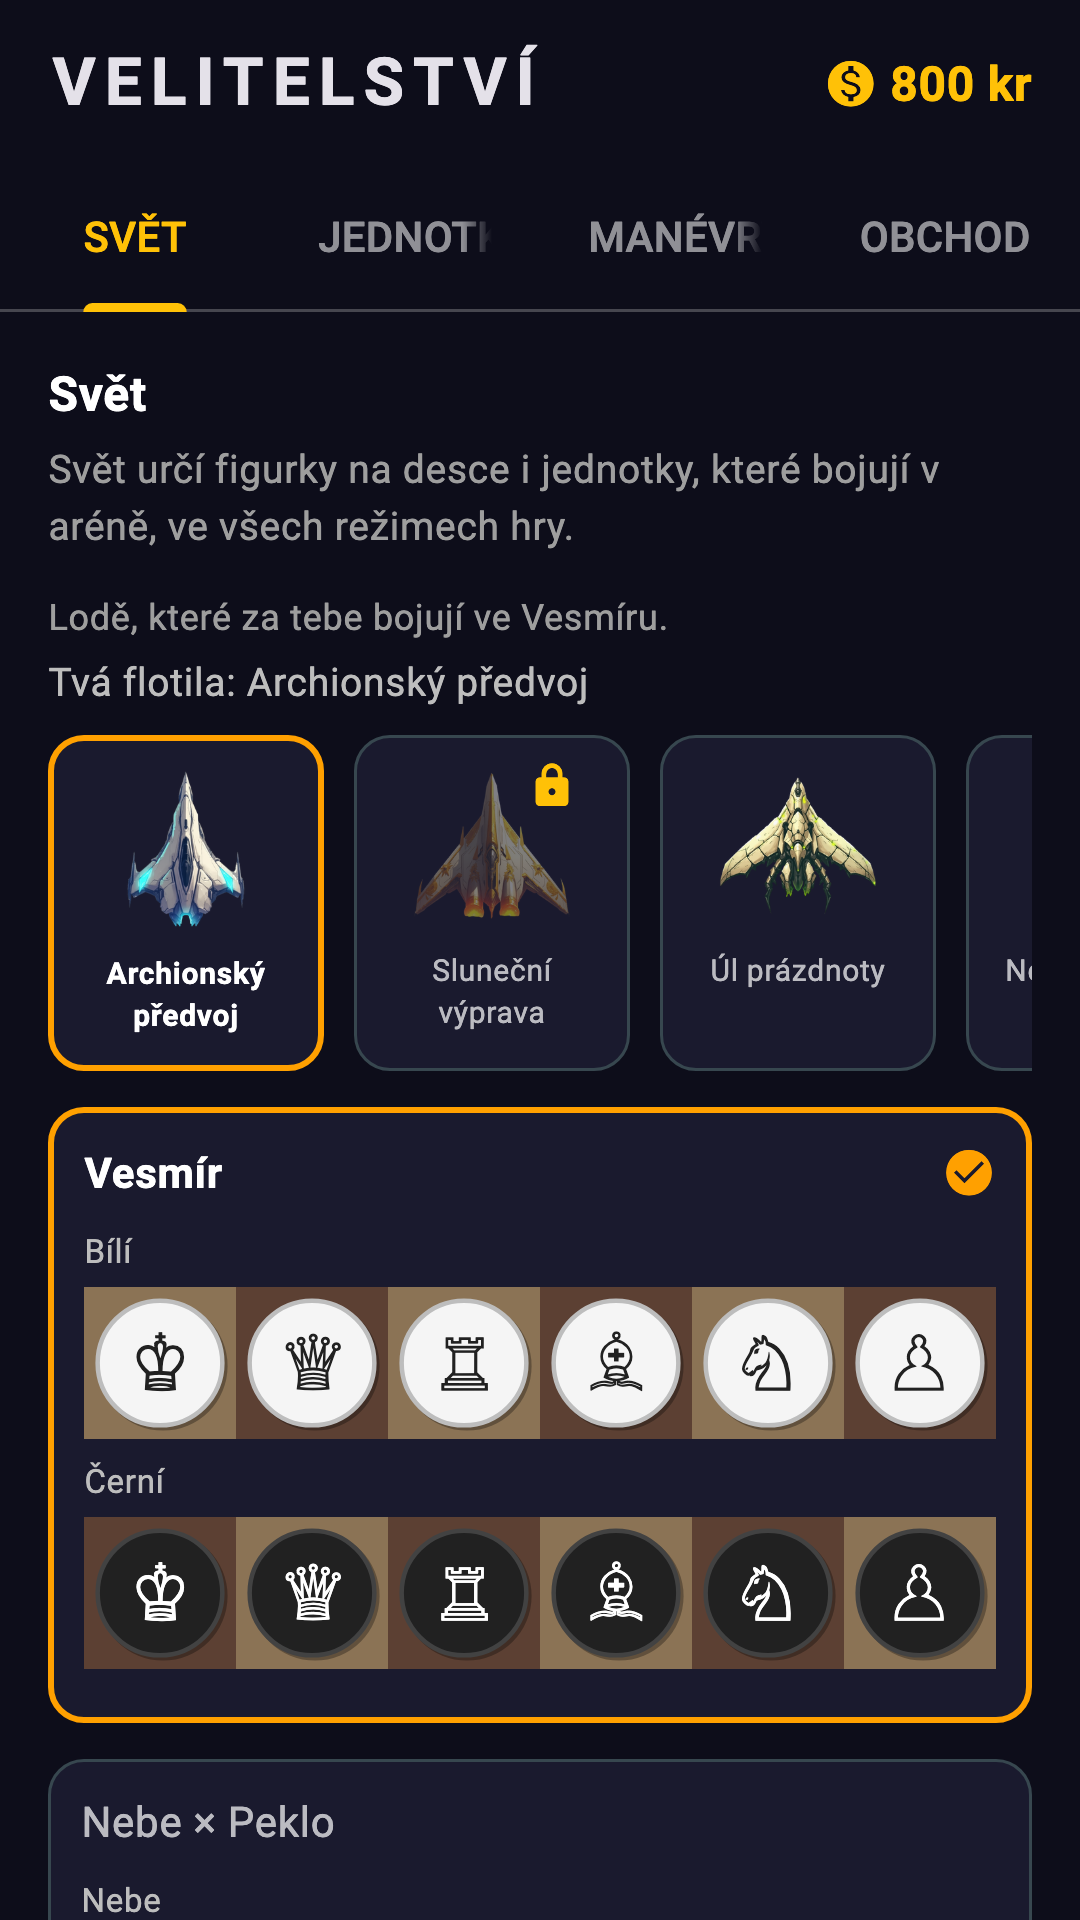 VELITELSTVÍ
800 kr
SVĚT
JEDNOT
MANÉVR
OBCHOD
Svět
Svět určí figurky na desce i jednotky, které bojují v
aréně, ve všech režimech hry.
Lodě, které za tebe bojují ve Vesmíru.
Tvá flotila: Archionský předvoj
Archionský
předvoj
Sluneční
výprava
Úl prázdnoty
Vesmír
Bílí
Černí
Nebe × Peklo
Nebe